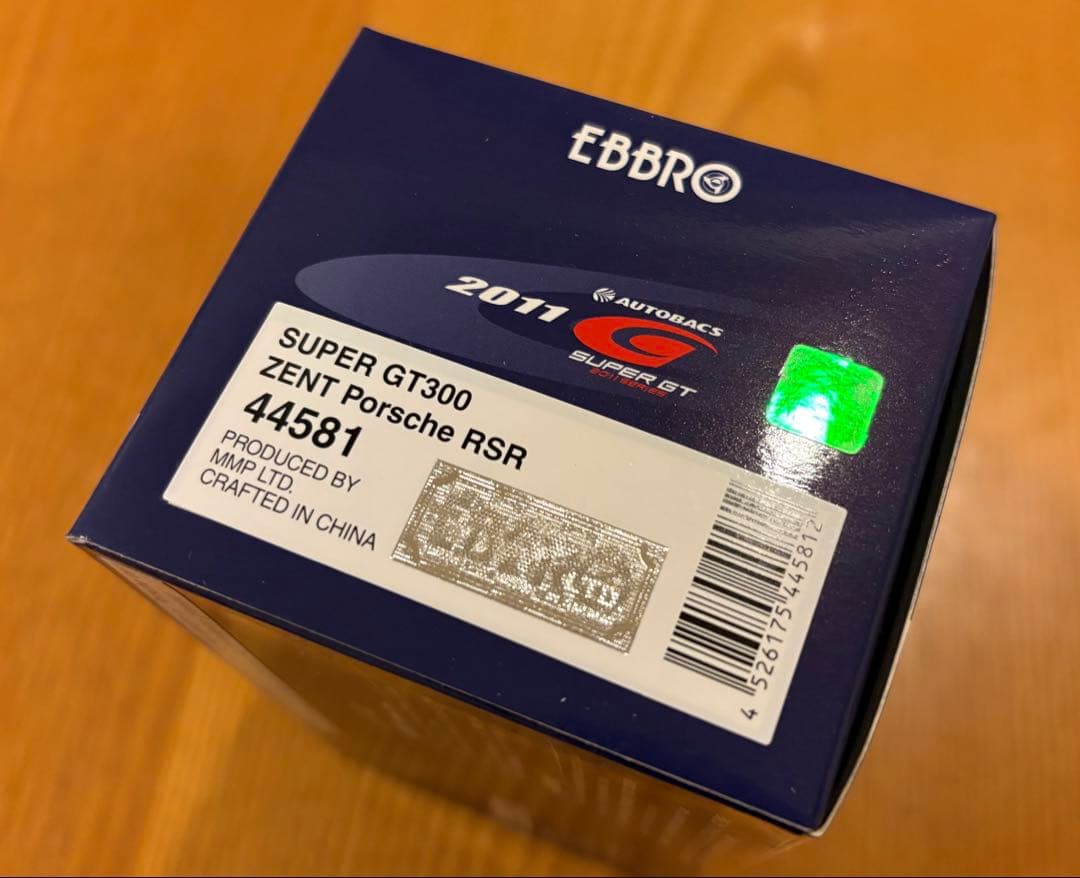 EBBRO
2011
AUTOBACS
SUPER GT
2011 SERIES
SUPER GT300
ZENT Porsche RSR
44581
PRODUCED BY
MMP LTD.
CRAFTED IN CHINA
LTD.
4 526175 445812